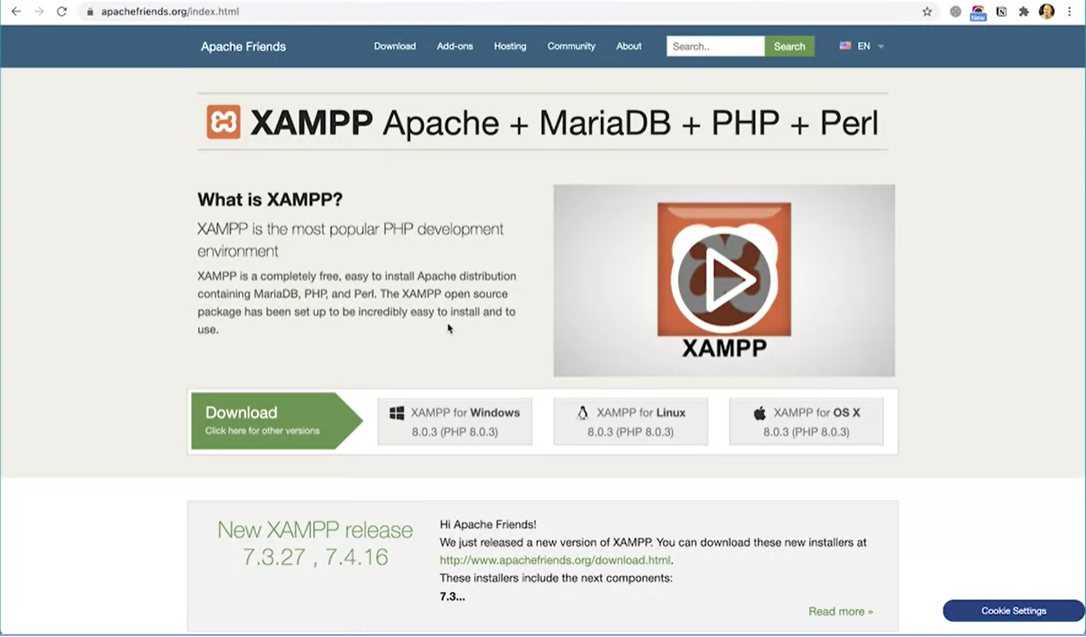 apachefriends.org/index.html
New
Apache Friends
Download
Add-ons
Hosting
Community
About
Search..
Search
EN
XAMPP Apache + MariaDB + PHP + Perl
What is XAMPP?
XAMPP is the most popular PHP development
environment
XAMPP is a completely free, easy to install Apache distribution
containing MariaDB, PHP, and Perl. The XAMPP open source
package has been set up to be incredibly easy to install and to
use.
XAMPP
Download
Click here for other versions
XAMPP for Windows
8.0.3 (PHP 8.0.3)
XAMPP for Linux
8.0.3 (PHP 8.0.3)
XAMPP for OS X
8.0.3 (PHP 8.0.3)
New XAMPP release
7.3.27 , 7.4.16
Hi Apache Friends!
We just released a new version of XAMPP. You can download these new installers at
http://www.apachefriends.org/download.html.
These installers include the next components:
7.3...
Read more »
Cookie Settings